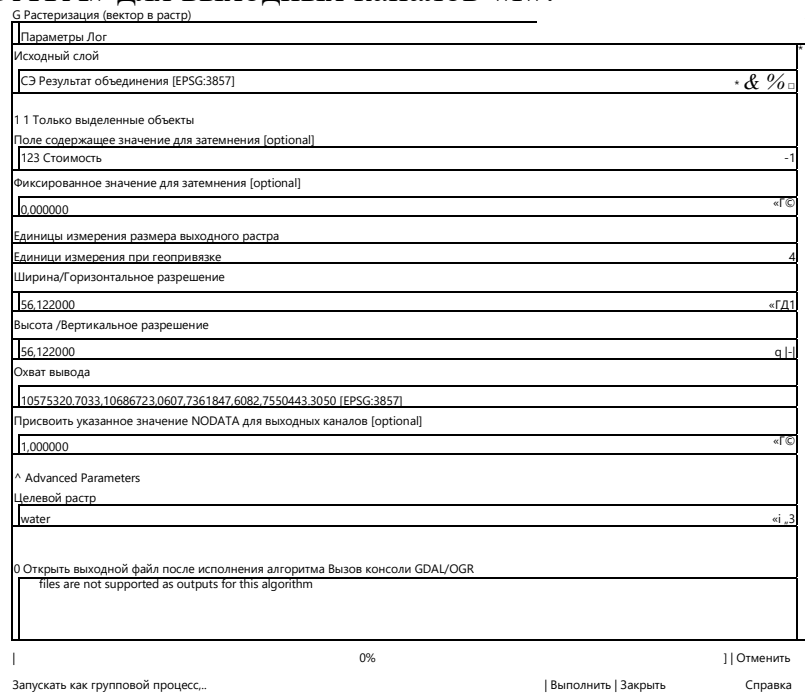 G Растеризация (вектор в растр)
Параметры Лог
Исходный слой
СЭ Результат объединения [EPSG:3857]
* & % □
1 1 Только выделенные объекты
Поле содержащее значение для затемнения [optional]
123 Стоимость -1
Фиксированное значение для затемнения [optional]
0,000000 «Г©
Единицы измерения размера выходного растра
Единици измерения при геопривязке 4
Ширина/Горизонтальное разрешение
56,122000 «ГД1
Высота /Вертикальное разрешение
56,122000 q |-|
Охват вывода
10575320.7033,10686723,0607,7361847,6082,7550443.3050 [EPSG:3857]
Присвоить указанное значение NODATA для выходных каналов [optional]
1,000000 «Г©
^ Advanced Parameters
Целевой растр
water «i „3
0 Открыть выходной файл после исполнения алгоритма Вызов консоли GDAL/OGR
files are not supported as outputs for this algorithm
| 0% ] | Отменить
Запускать как групповой процесс,.. | Выполнить | Закрыть Справка